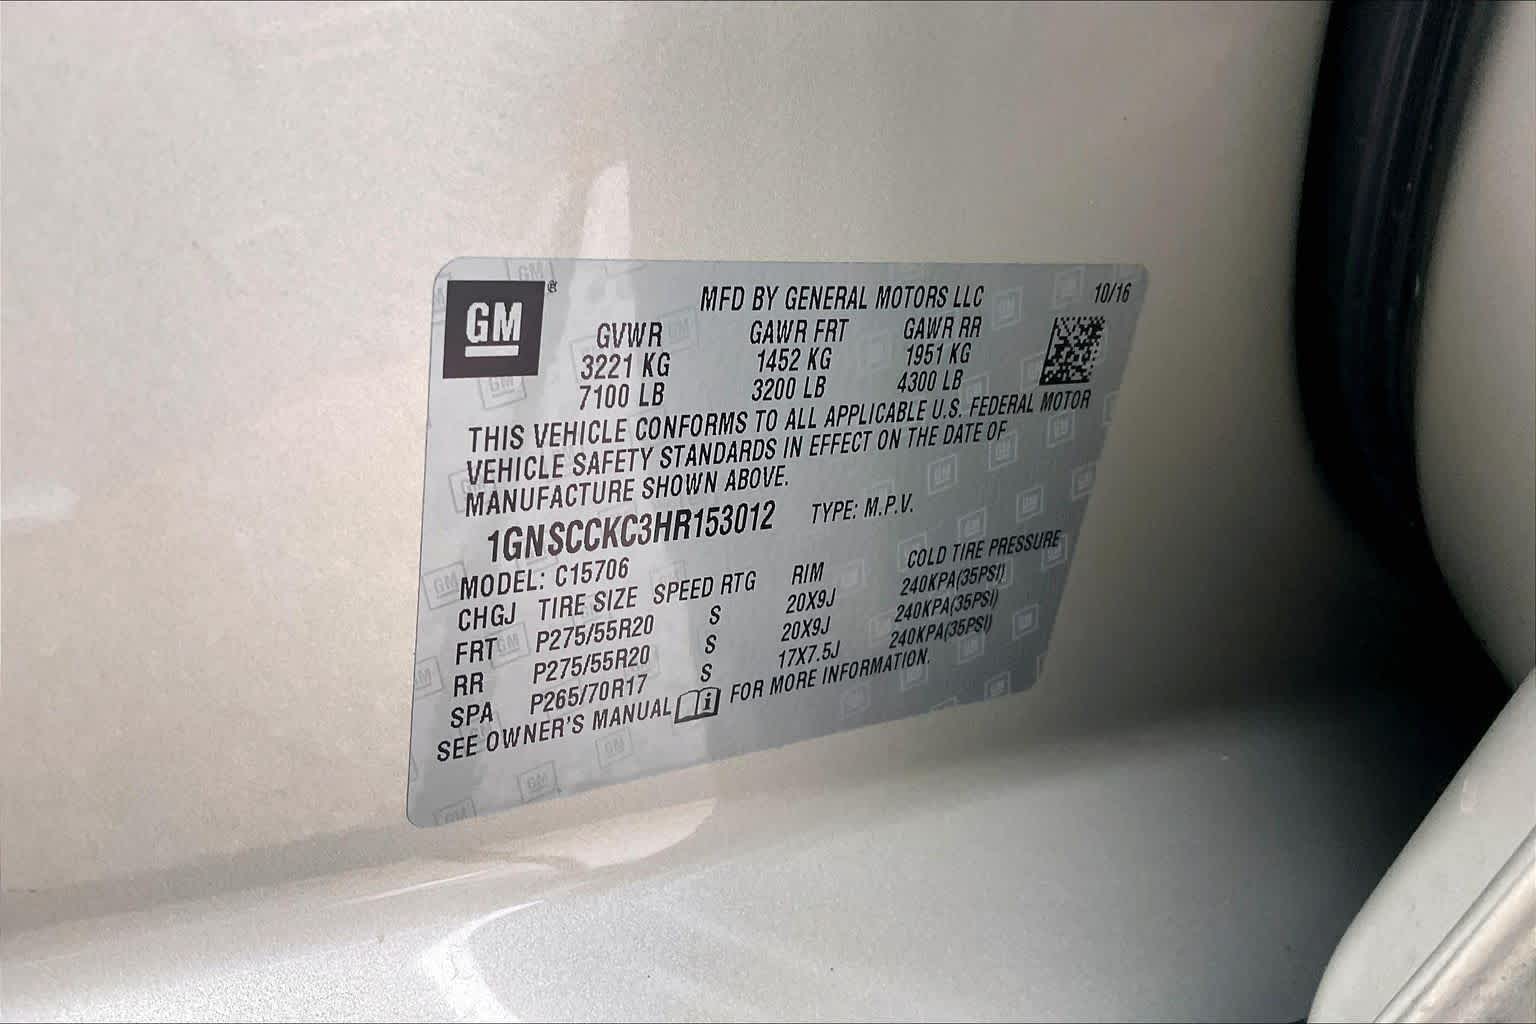 GM®
MFD BY GENERAL MOTORS LLC 10/16
GVWR GAWR FRT GAWR RR
3221 KG 1452 KG 1951 KG
7100 LB 3200 LB 4300 LB
THIS VEHICLE CONFORMS TO ALL APPLICABLE U.S. FEDERAL MOTOR
VEHICLE SAFETY STANDARDS IN EFFECT ON THE DATE OF
MANUFACTURE SHOWN ABOVE.
1GNSCCKC3HR153012 TYPE: M.P.V.
MODEL: C15706
CHGJ TIRE SIZE SPEED RTG RIM COLD TIRE PRESSURE
FRT P275/55R20 S 20X9J 240KPA(35PSI)
RR P275/55R20 S 20X9J 240KPA(35PSI)
SPA P265/70R17 S 17X7.5J 240KPA(35PSI)
SEE OWNER'S MANUAL i FOR MORE INFORMATION.